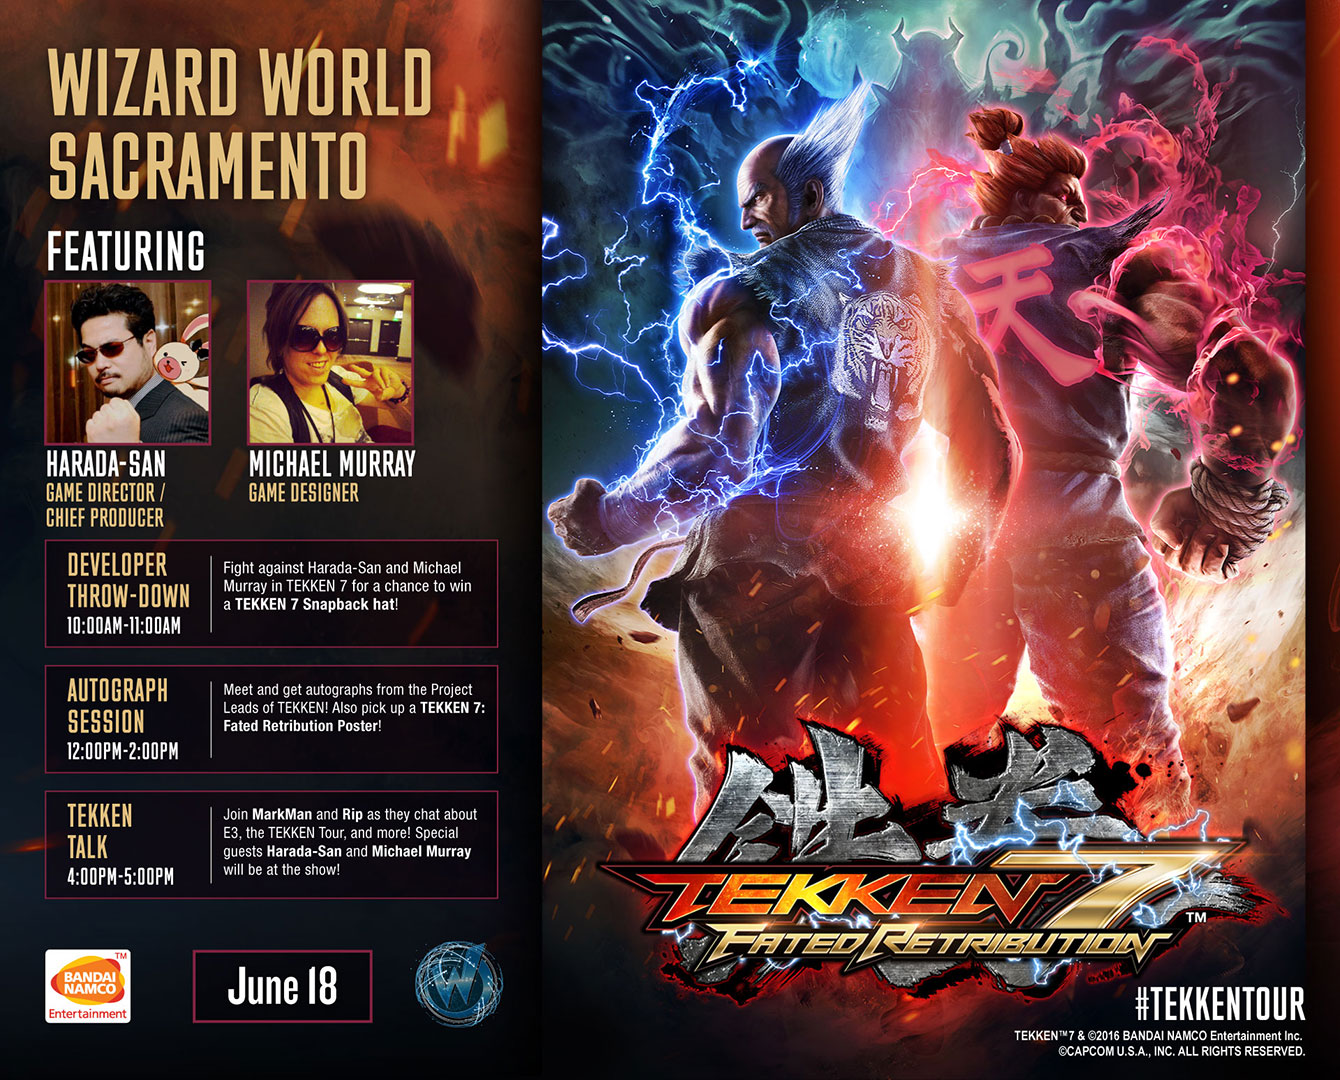 WIZARD WORLD
SACRAMENTO
FEATURING
HARADA-SAN
GAME DIRECTOR /
CHIEF PRODUCER
MICHAEL MURRAY
GAME DESIGNER
DEVELOPER
THROW-DOWN
10:00AM-11:00AM
Fight against Harada-San and Michael
Murray in TEKKEN 7 for a chance to win
a TEKKEN 7 Snapback hat!
AUTOGRAPH
SESSION
12:00PM-2:00PM
Meet and get autographs from the Project
Leads of TEKKEN! Also pick up a TEKKEN 7:
Fated Retribution Poster!
TEKKEN
TALK
4:00PM-5:00PM
Join MarkMan and Rip as they chat about
E3, the TEKKEN Tour, and more! Special
guests Harada-San and Michael Murray
will be at the show!
BANDAI
NAMCO
TM
Entertainment
June 18
W
天
鉄拳
TEKKEN 7
TM
FATED RETRIBUTION
#TEKKENTOUR
TEKKEN™7 & ©2016 BANDAI NAMCO Entertainment Inc.
©CAPCOM U.S.A., INC. ALL RIGHTS RESERVED.